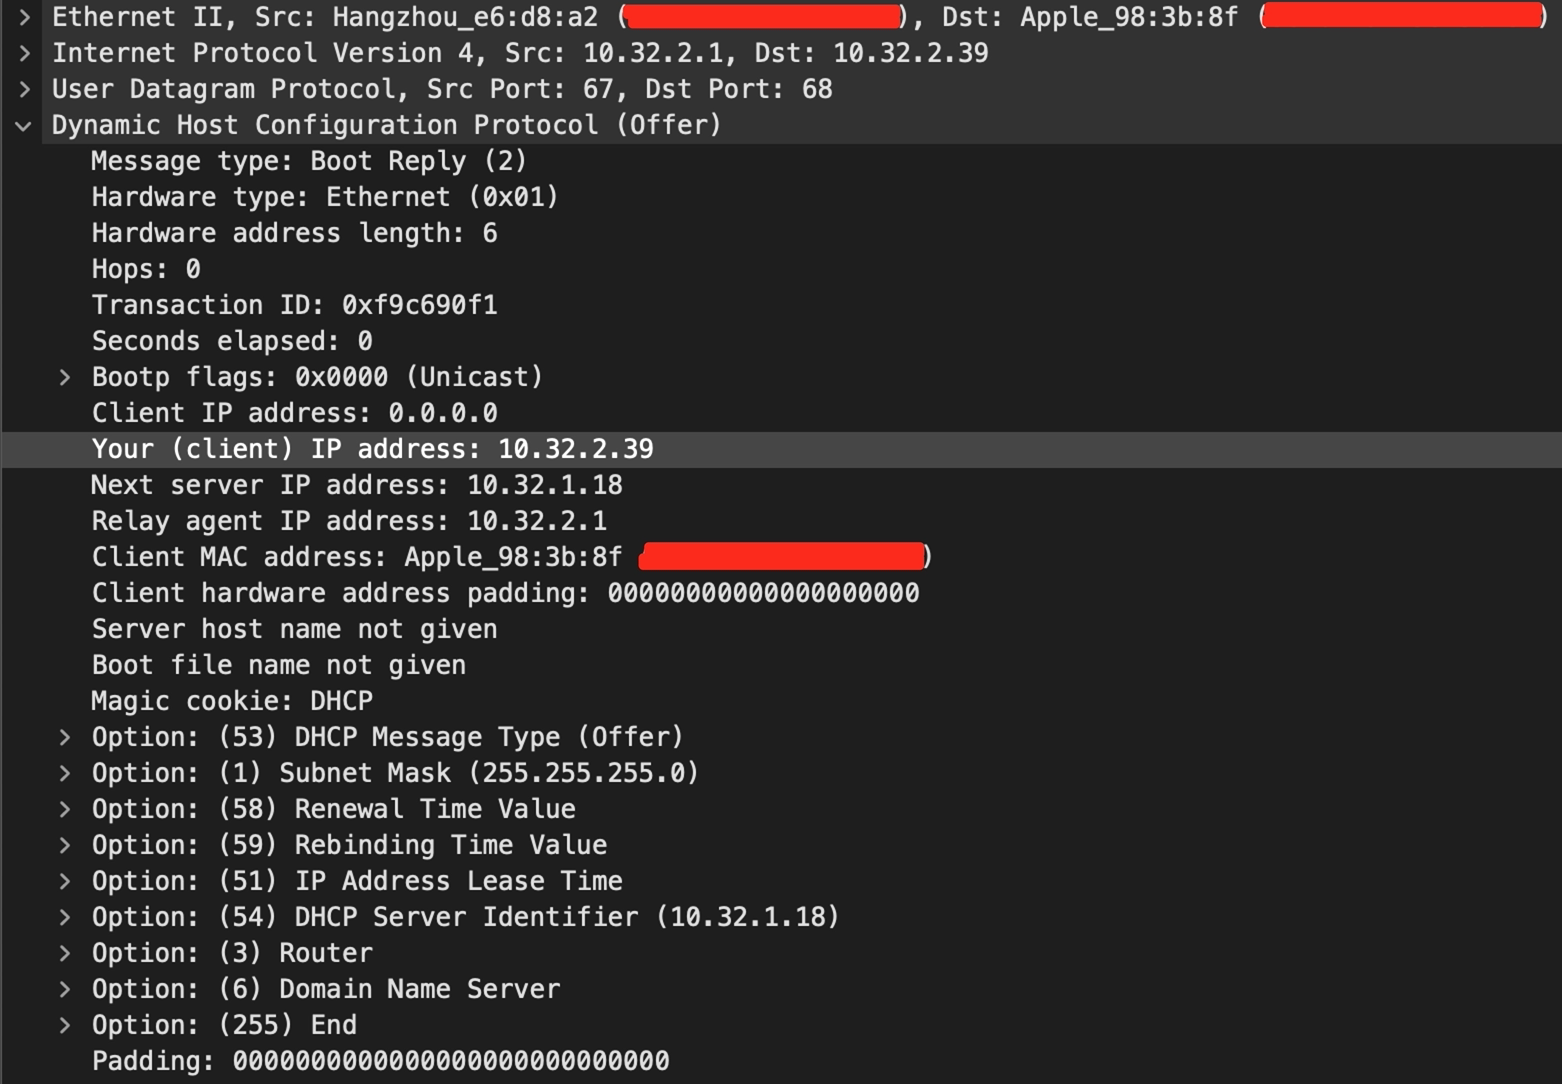 Ethernet II, Src: Hangzhou_e6:d8:a2 (), Dst: Apple_98:3b:8f ()
Internet Protocol Version 4, Src: 10.32.2.1, Dst: 10.32.2.39
User Datagram Protocol, Src Port: 67, Dst Port: 68
Dynamic Host Configuration Protocol (Offer)
Message type: Boot Reply (2)
Hardware type: Ethernet (0x01)
Hardware address length: 6
Hops: 0
Transaction ID: 0xf9c690f1
Seconds elapsed: 0
Bootp flags: 0x0000 (Unicast)
Client IP address: 0.0.0.0
Your (client) IP address: 10.32.2.39
Next server IP address: 10.32.1.18
Relay agent IP address: 10.32.2.1
Client MAC address: Apple_98:3b:8f )
Client hardware address padding: 00000000000000000000
Server host name not given
Boot file name not given
Magic cookie: DHCP
Option: (53) DHCP Message Type (Offer)
Option: (1) Subnet Mask (255.255.255.0)
Option: (58) Renewal Time Value
Option: (59) Rebinding Time Value
Option: (51) IP Address Lease Time
Option: (54) DHCP Server Identifier (10.32.1.18)
Option: (3) Router
Option: (6) Domain Name Server
Option: (255) End
Padding: 0000000000000000000000000000